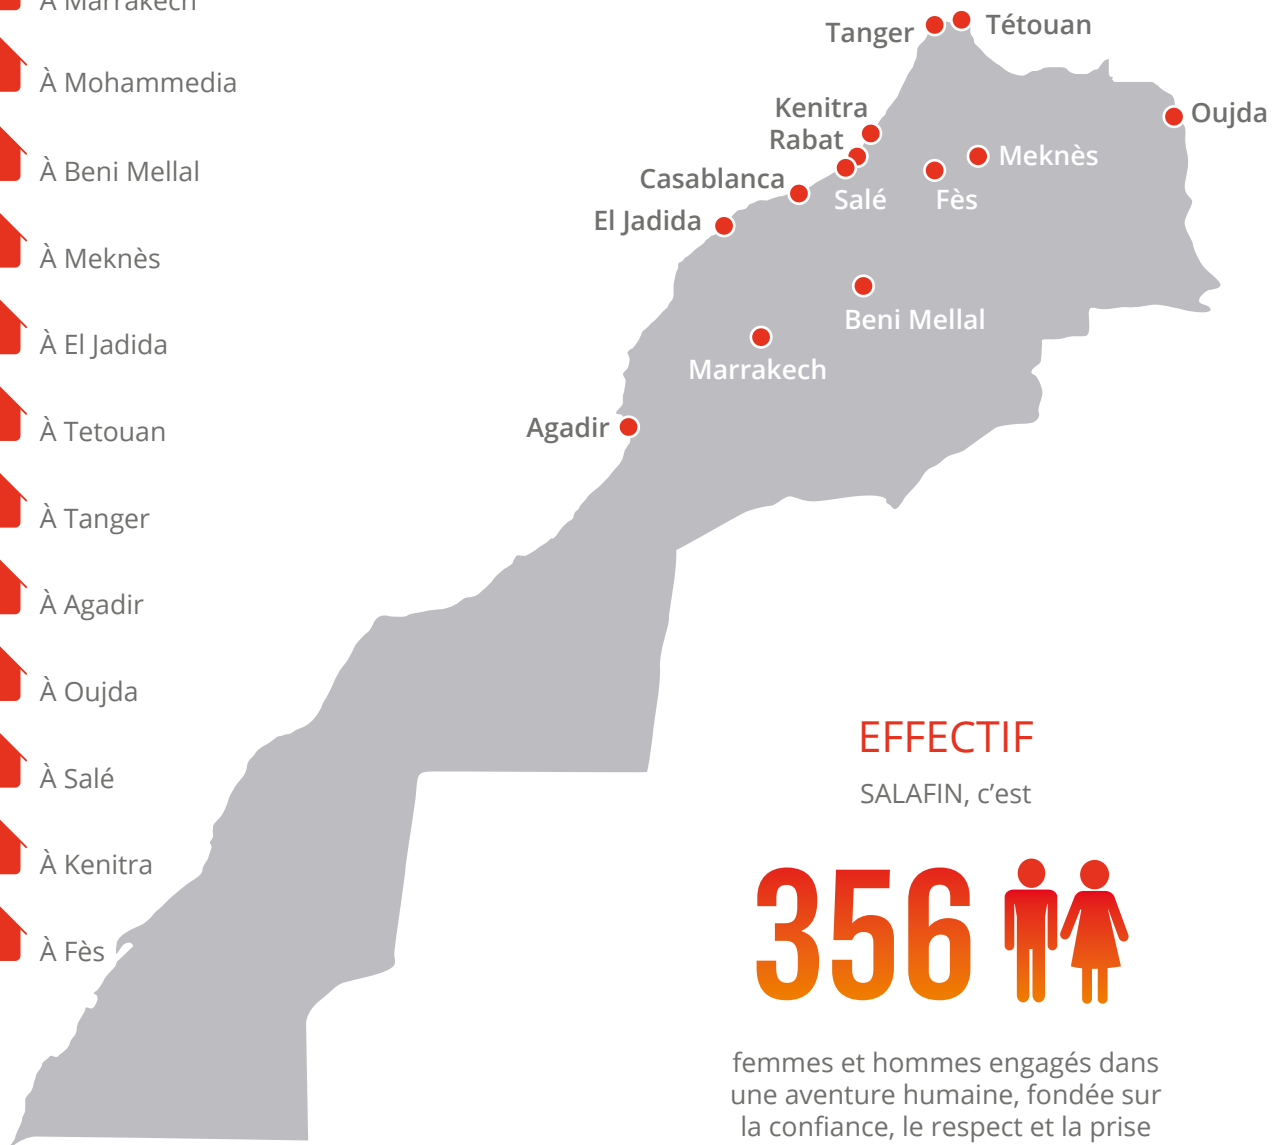 À Marrakech
À Mohammedia
À Beni Mellal
À Meknès
À El Jadida
À Tetouan
À Tanger
À Agadir
À Oujda
À Salé
À Kenitra
À Fès
Tanger
Tétouan
Kenitra
Oujda
Rabat
Meknès
Casablanca
Salé
Fès
El Jadida
Beni Mellal
Marrakech
Agadir
EFFECTIF
SALAFIN, c’est
356
femmes et hommes engagés dans
une aventure humaine, fondée sur
la confiance, le respect et la prise